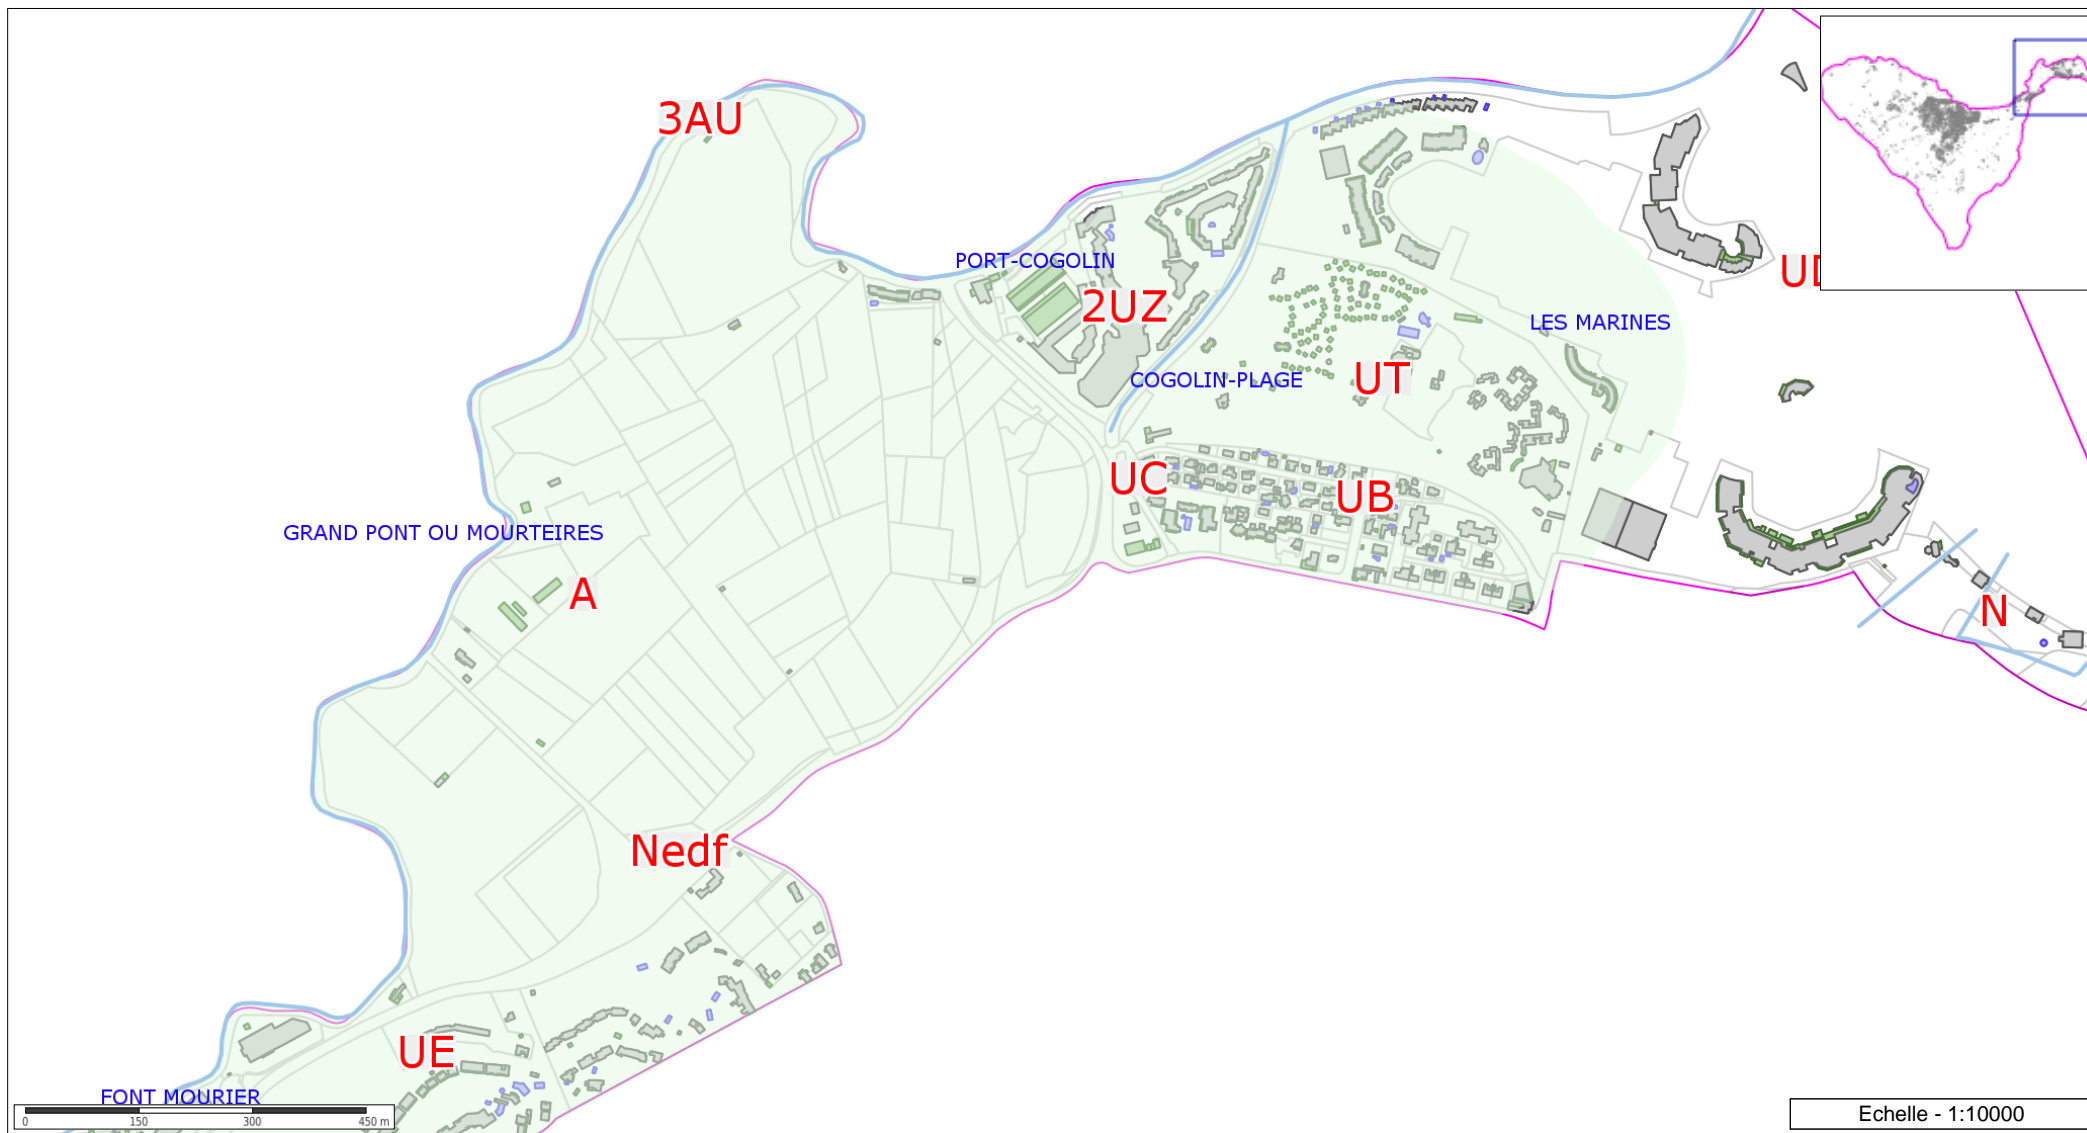 3AU
PORT-COGOLIN
UD
2UZ
LES MARINES
UT
COGOLIN-PLAGE
UC
UB
GRAND PONT OU MOURTEIRES
A
N
Nedf
UE
FONT MOURIER
0 150 300 450 m
Echelle - 1:10000